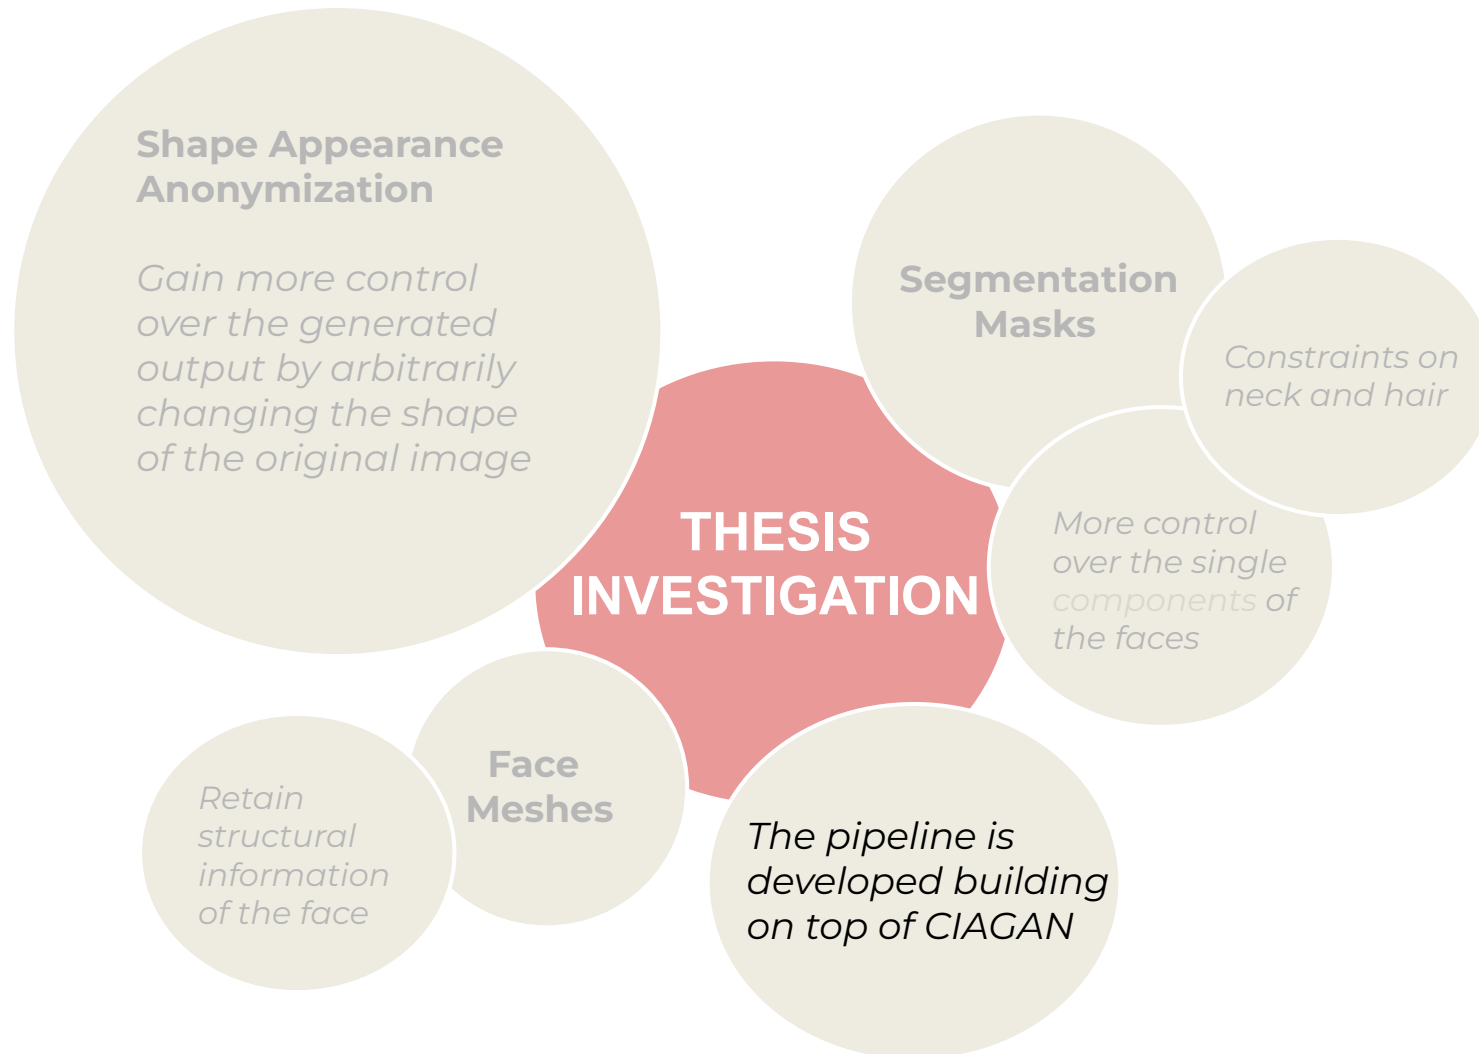 Shape Appearance
Anonymization
Gain more control
over the generated
output by arbitrarily
changing the shape
of the original image
Segmentation
Masks
Constraints on
neck and hair
More control
over the single
components of
the faces
THESIS
INVESTIGATION
Face
Meshes
Retain
structural
information
of the face
The pipeline is
developed building
on top of CIAGAN